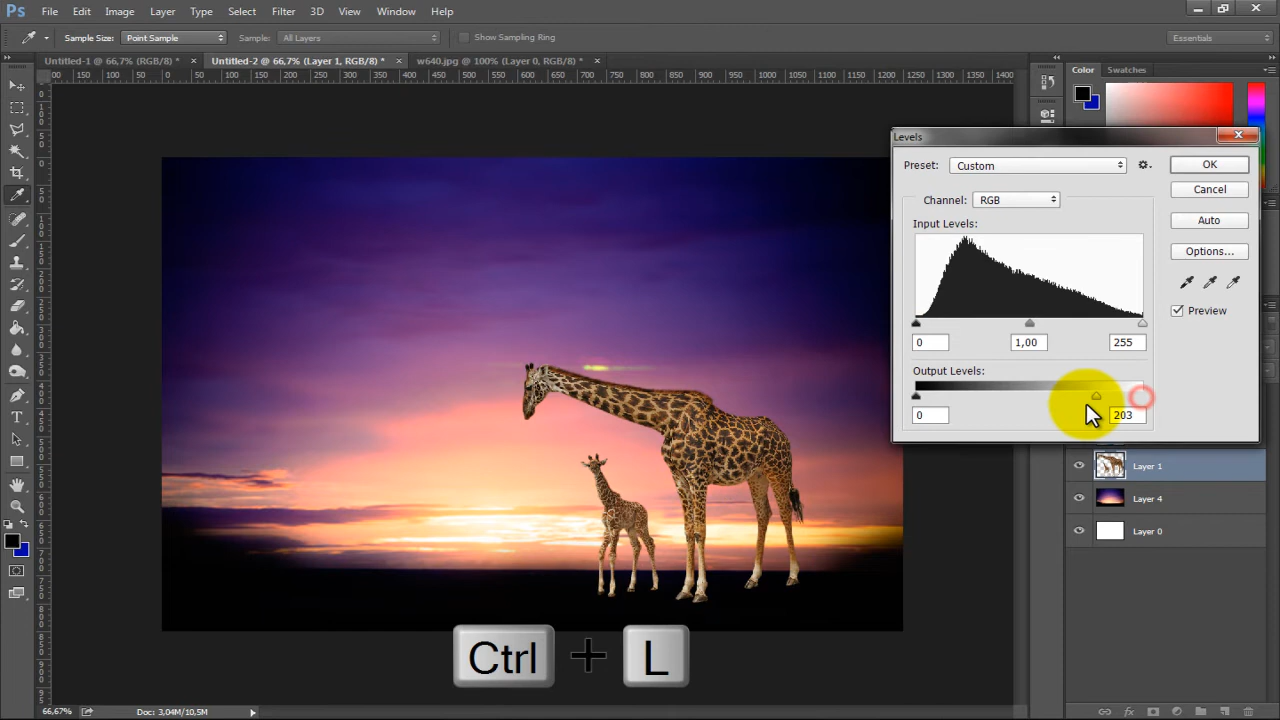 Ps File Edit Image Layer Type Select Filter 3D View Window Help
Sample Size: Point Sample Sample: All Layers Show Sampling Ring Essentials
Untitled-1 @ 66,7% (RGB/8) * × Untitled-2 @ 66,7% (Layer 1, RGB/8) * × w640.jpg @ 100% (Layer 0, RGB/8) * ×
Color Swatches
Levels
Preset: Custom OK
Cancel
Channel: RGB
Auto
Input Levels:
Options...
Preview
0 1,00 255
Output Levels:
0 203
Layer 1
Layer 4
Layer 0
Ctrl + L
66,67% Doc: 3,04M/10,5M